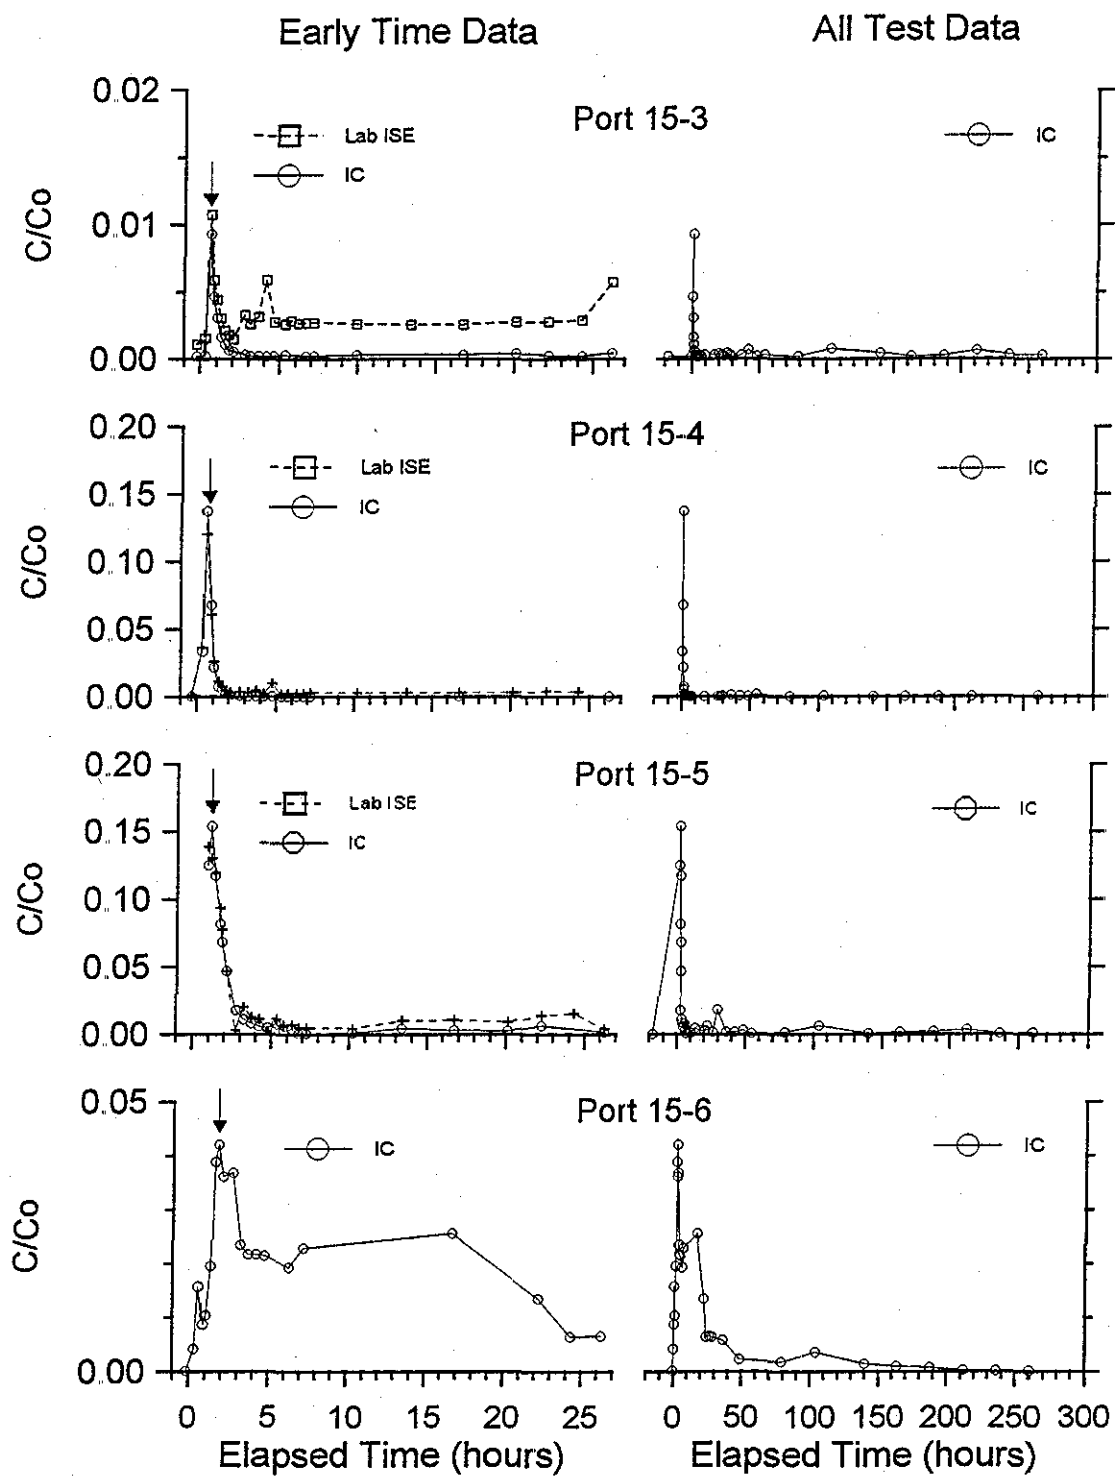 Early Time Data
All Test Data
0.02
0.01
0.00
C/Co
Port 15-3
Lab ISE
IC
IC
0.20
0.15
0.10
0.05
0.00
C/Co
Port 15-4
Lab ISE
IC
IC
0.20
0.15
0.10
0.05
0.00
C/Co
Port 15-5
Lab ISE
IC
IC
0.05
0.00
C/Co
Port 15-6
IC
IC
0 5 10 15 20 25
0 50 100 150 200 250 300
Elapsed Time (hours)
Elapsed Time (hours)